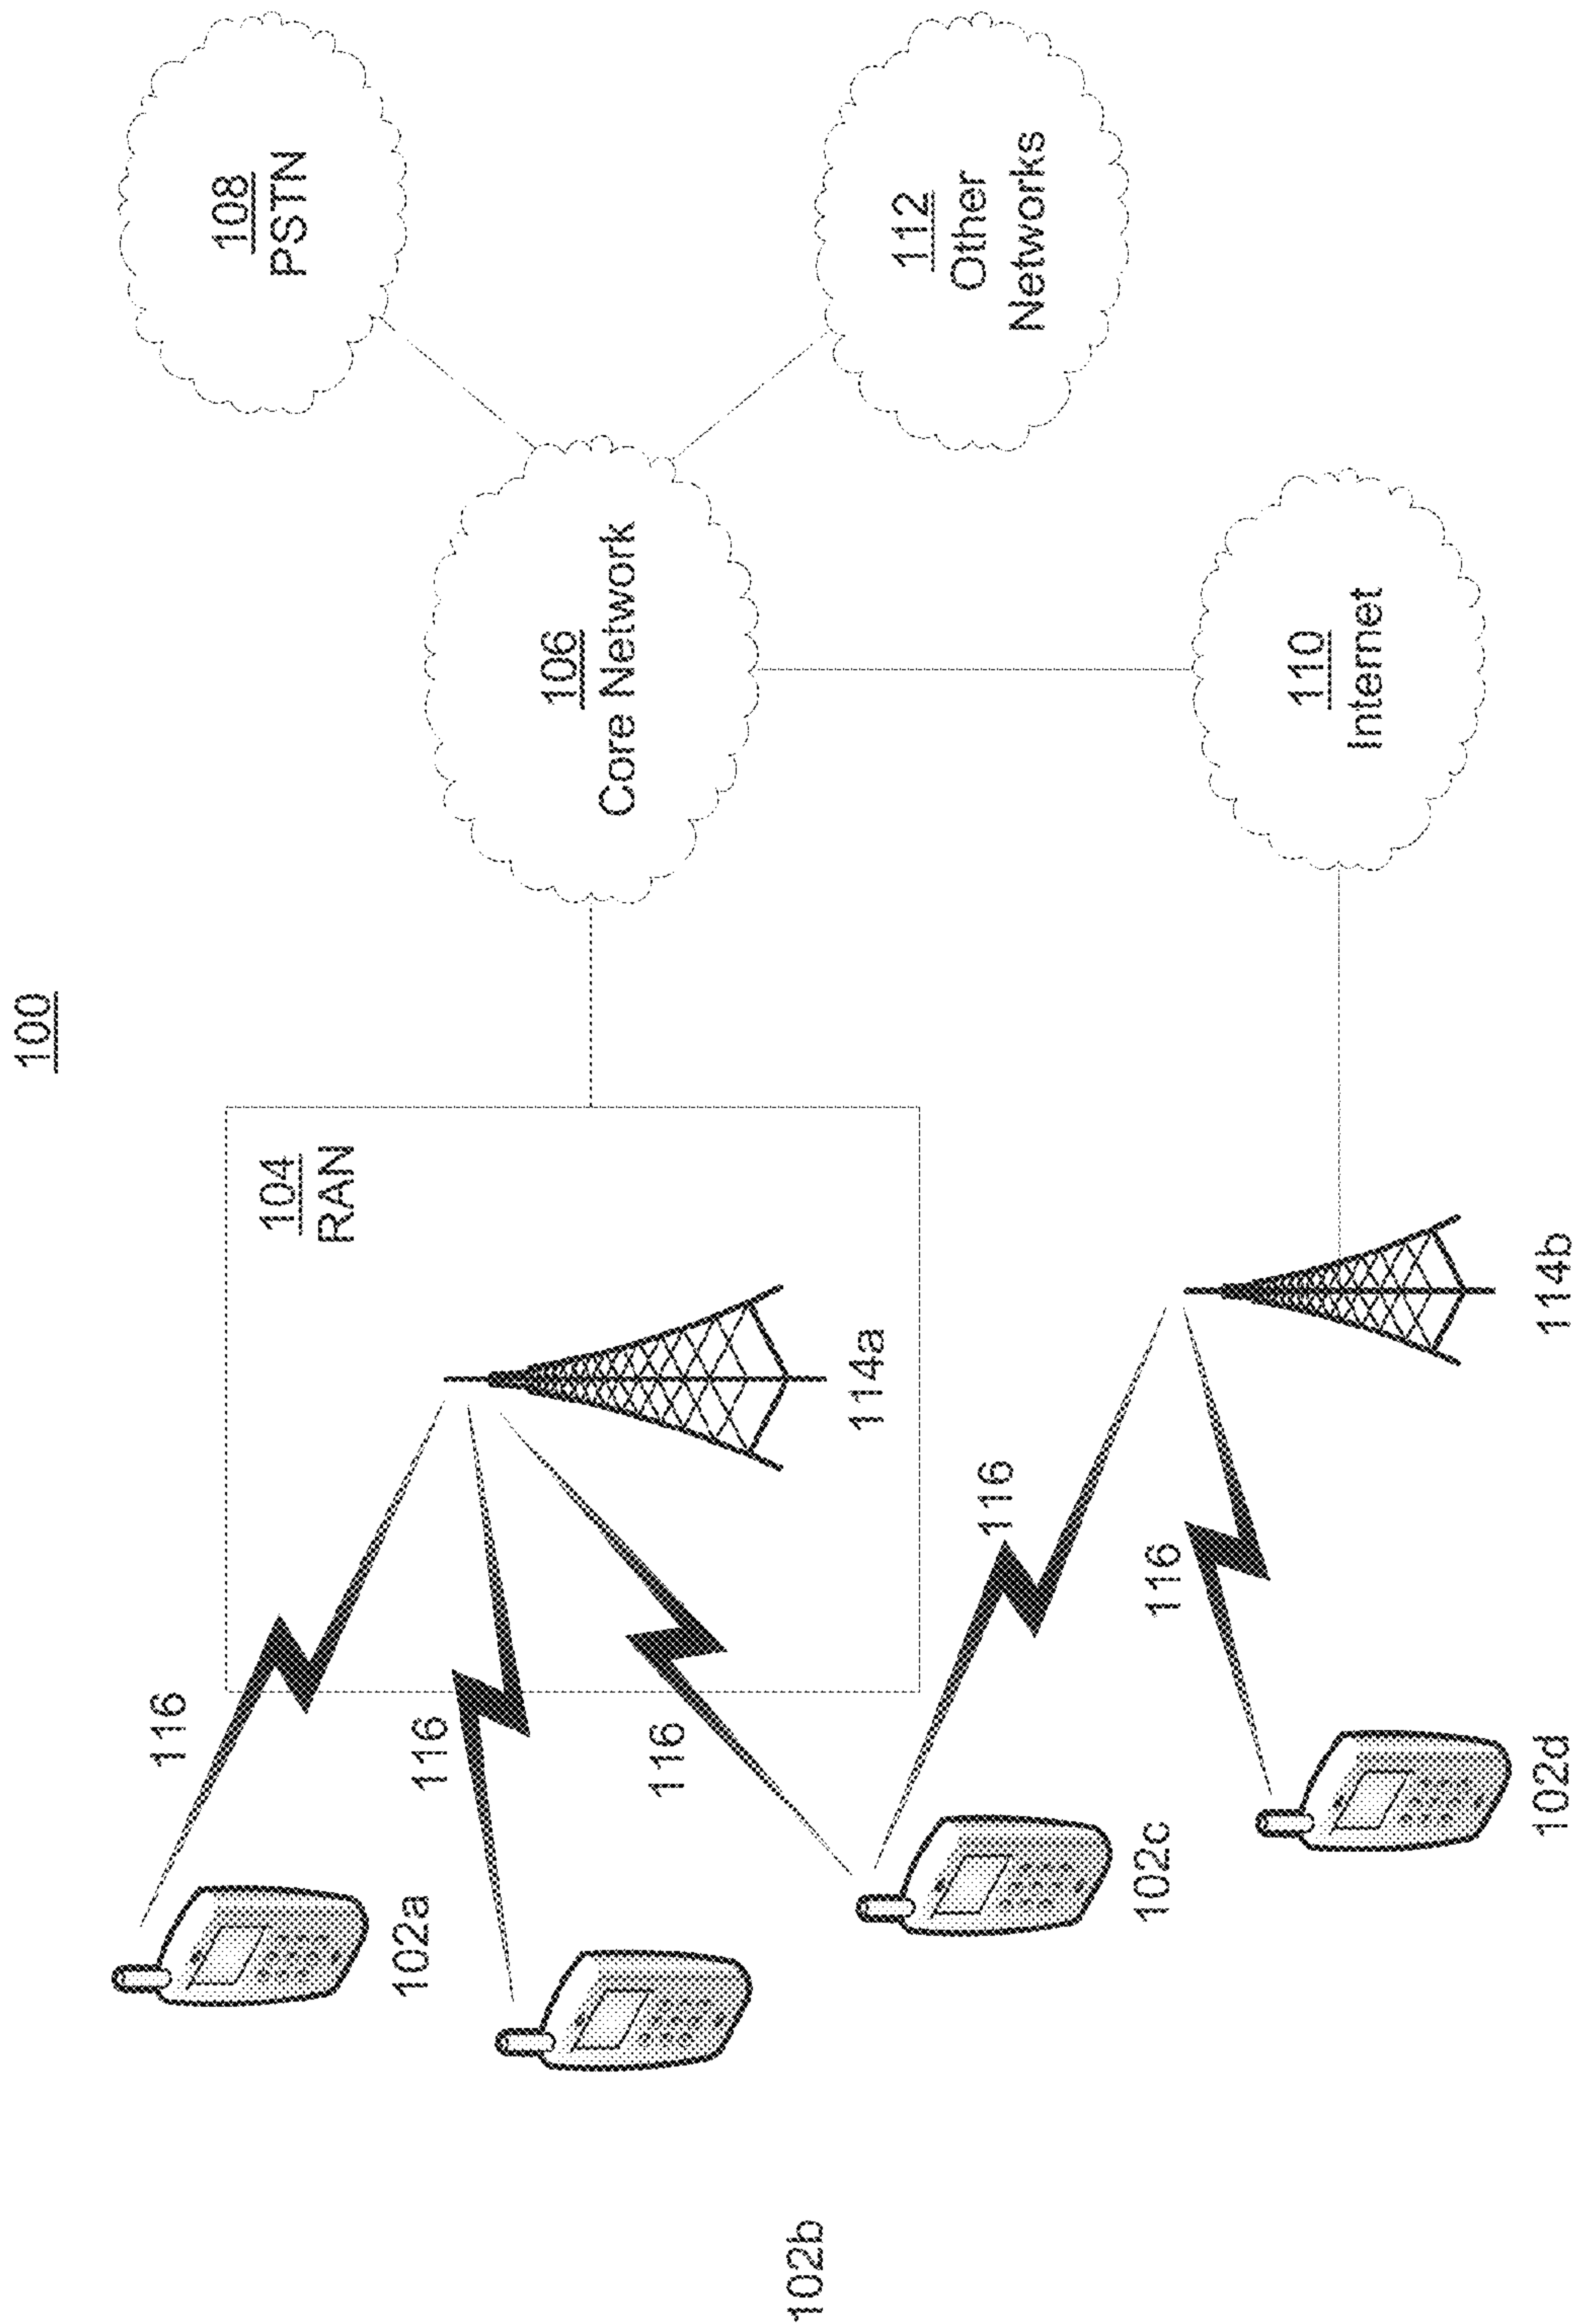 100
108
PSTN
104
RAN
106
Core Network
112
Other
Networks
116
102a
116
116
114a
102b
116
102c
116
110
Internet
102d
114b